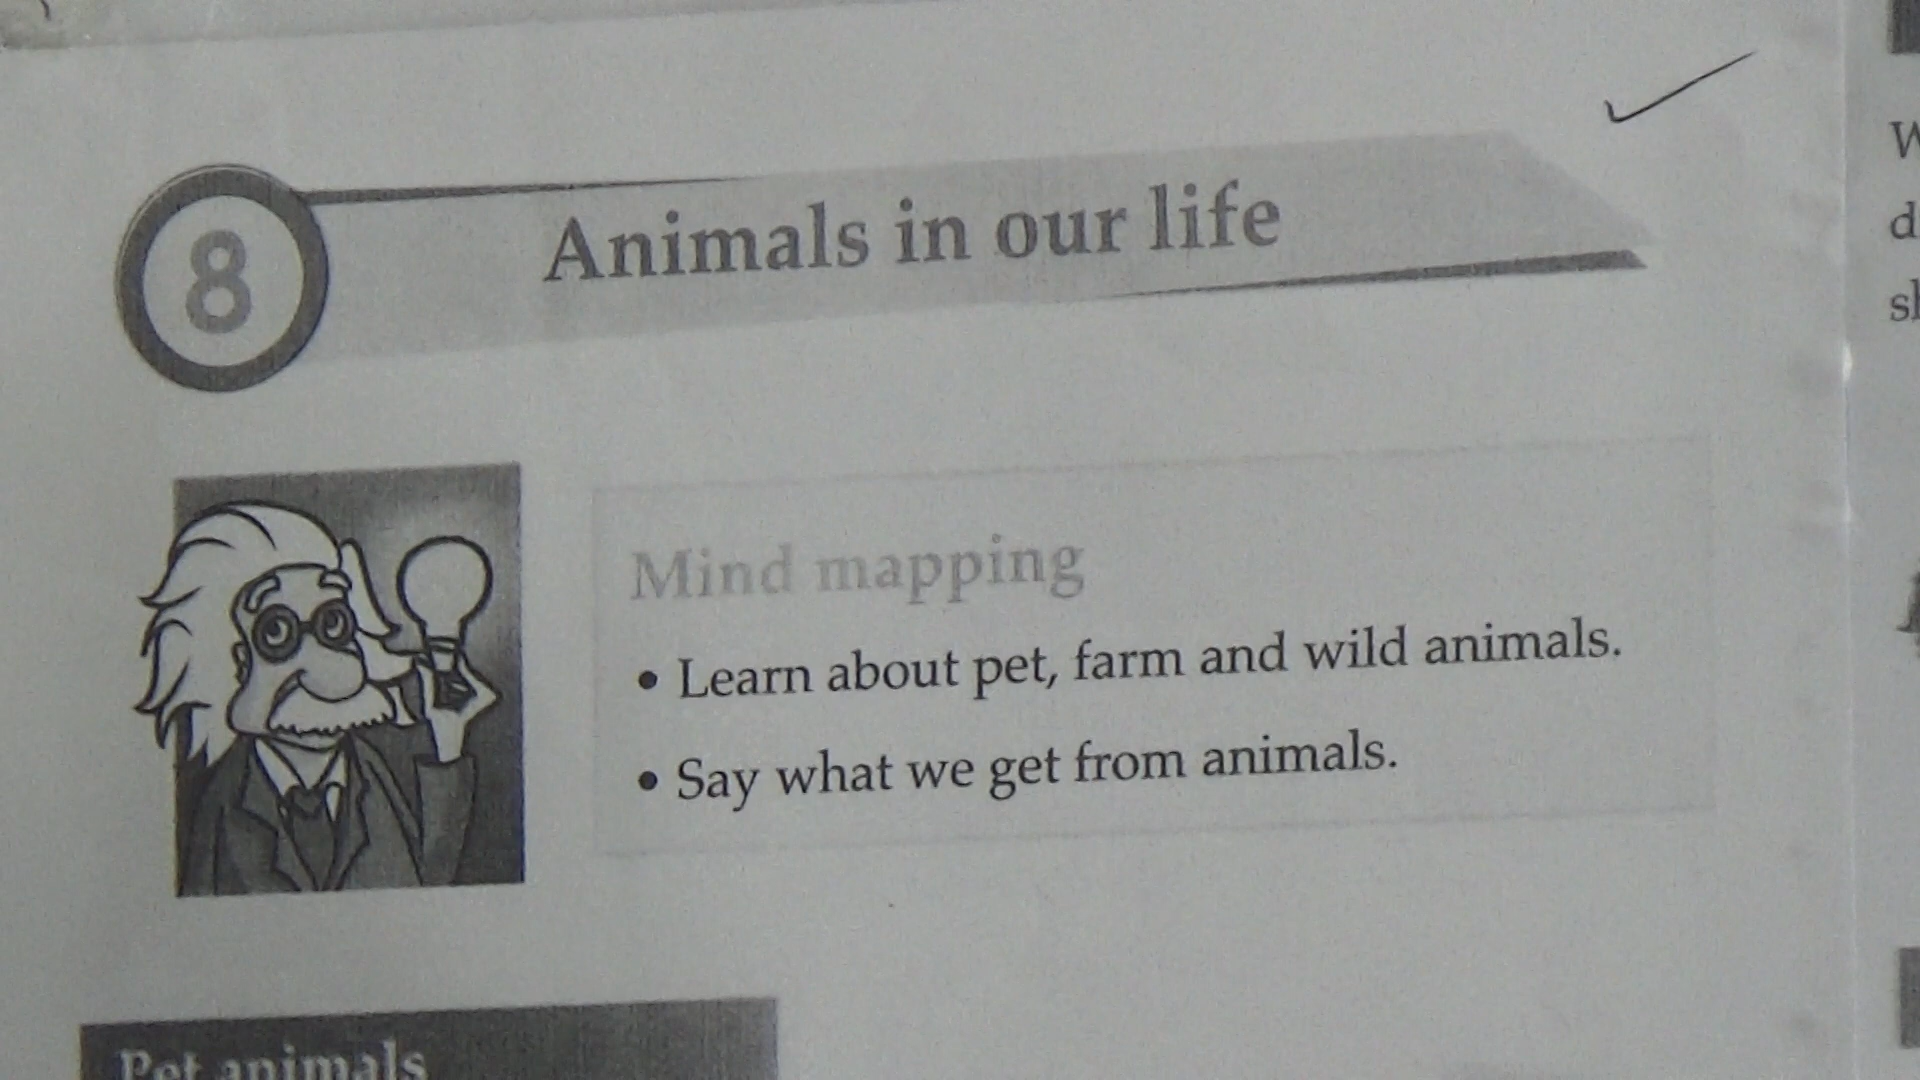 8
Animals in our life
Mind mapping
• Learn about pet, farm and wild animals.
• Say what we get from animals.
Pet animals